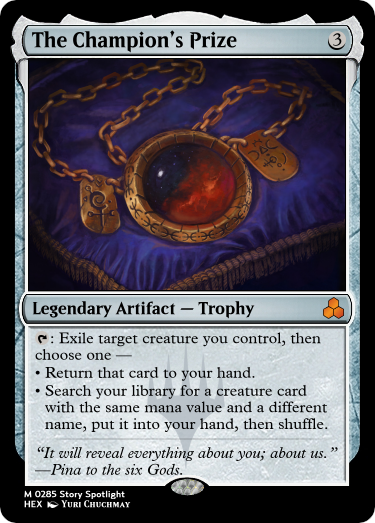 The Champion's Prize 3
Legendary Artifact — Trophy
: Exile target creature you control, then
choose one —
• Return that card to your hand.
• Search your library for a creature card
with the same mana value and a different
name, put it into your hand, then shuffle.
“It will reveal everything about you; about us.”
—Pina to the six Gods.
M 0285 Story Spotlight
HEX Yuri Chuchmay